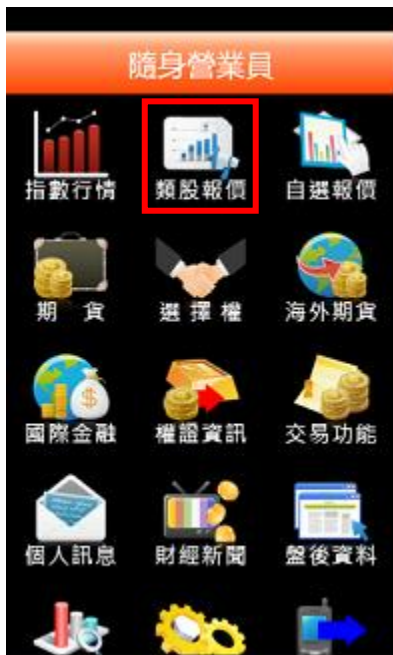 隨身營業員
指數行情 類股報價 自選報價
期 貨 選擇權 海外期貨
國際金融 權證資訊 交易功能
個人訊息 財經新聞 盤後資料